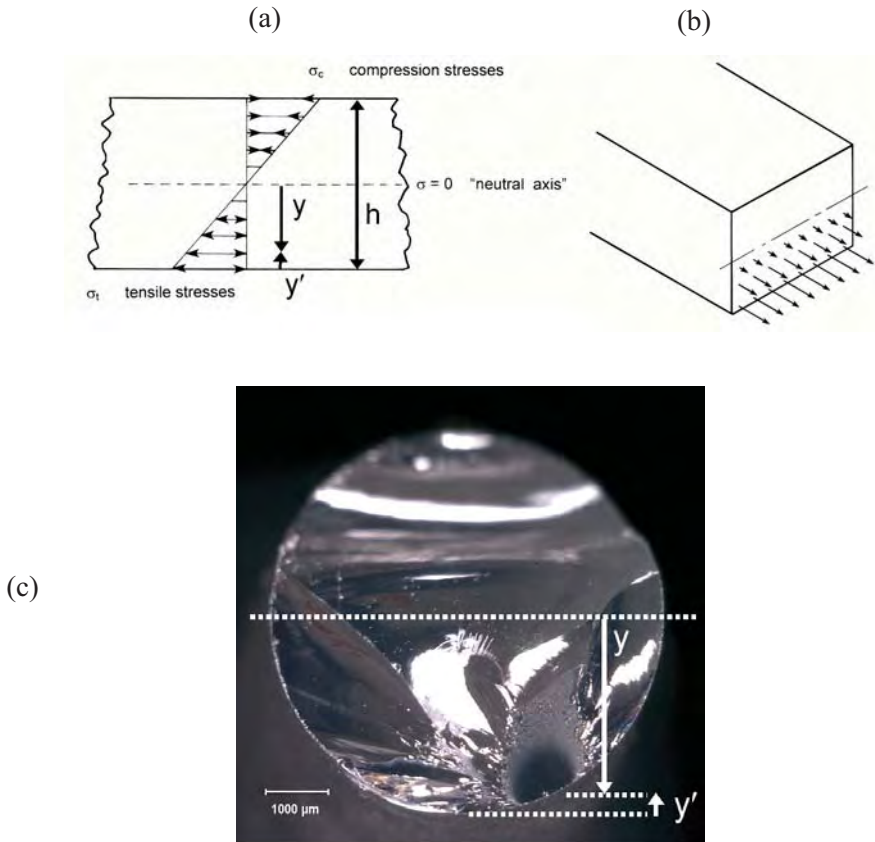 (a)
(b)
σc compression stresses
σ = 0 "neutral axis"
y
h
y′
σt tensile stresses
(c)
y
y′
1000 μm